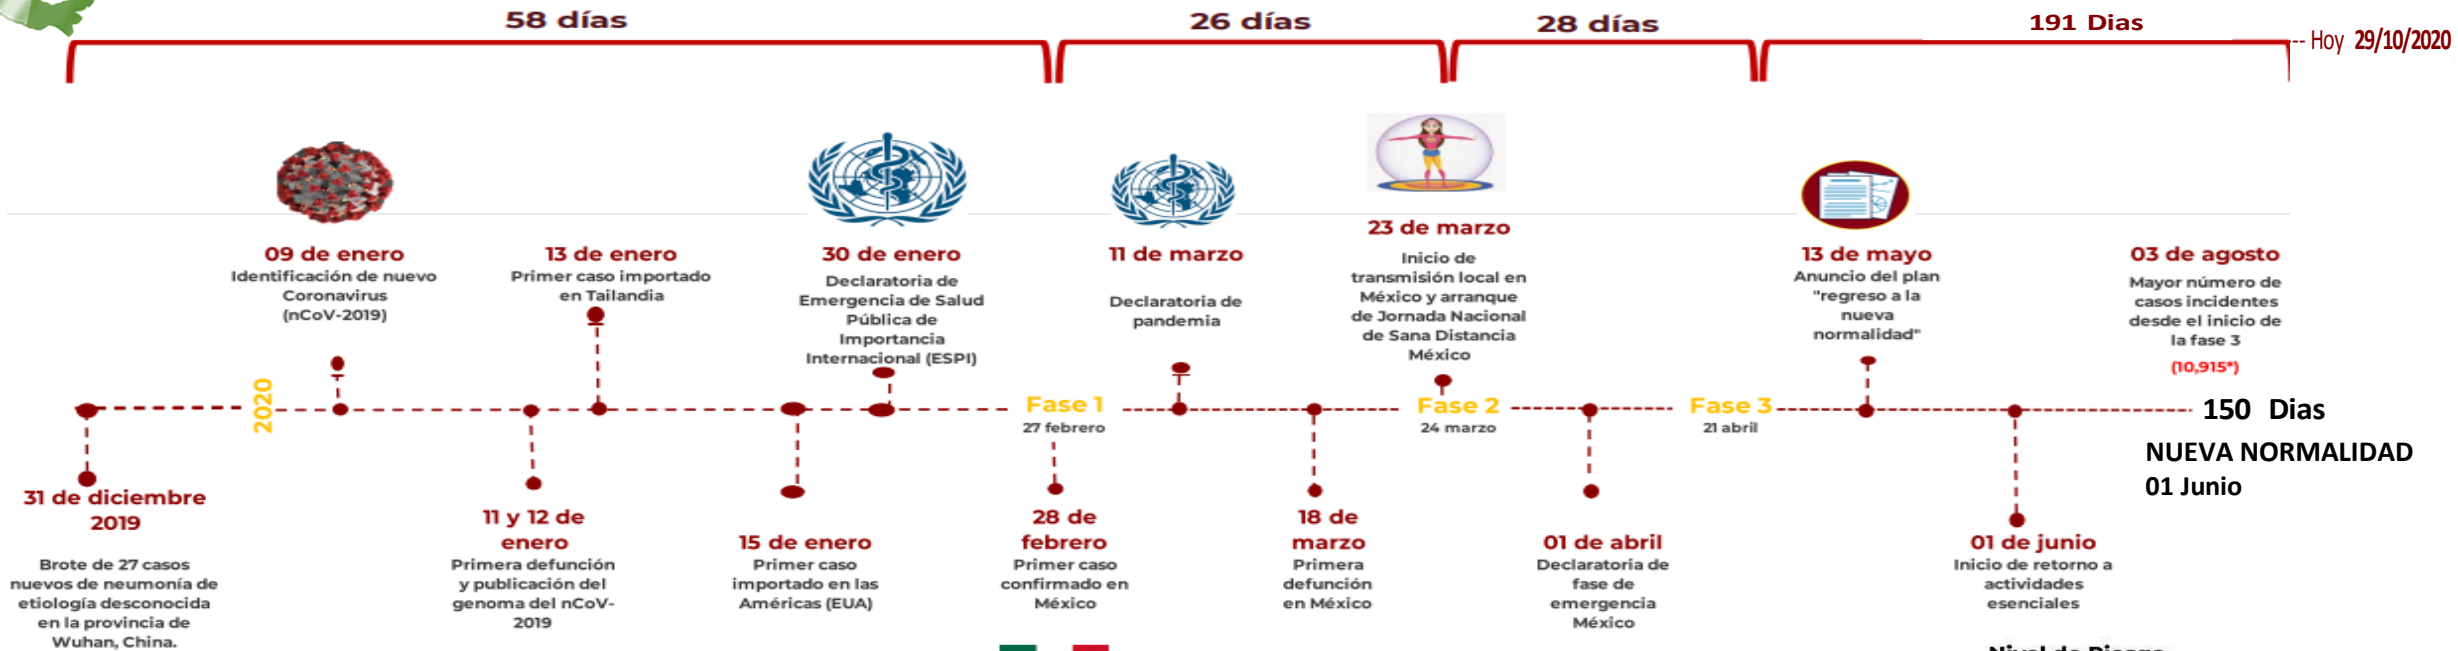 58 días
26 días
28 días
191 Dias
-- Hoy 29/10/2020
09 de enero
Identificación de nuevo
Coronavirus
(nCoV-2019)
13 de enero
Primer caso importado
en Tailandia
30 de enero
Declaratoria de
Emergencia de Salud
Pública de
Importancia
Internacional (ESPI)
11 de marzo
Declaratoria de
pandemia
23 de marzo
Inicio de
transmisión local en
México y arranque
de Jornada Nacional
de Sana Distancia
México
13 de mayo
Anuncio del plan
"regreso a la
nueva
normalidad"
03 de agosto
Mayor número de
casos incidentes
desde el inicio de
la fase 3
(10,915*)
2020
Fase 1
27 febrero
Fase 2
24 marzo
Fase 3
21 abril
150 Dias
NUEVA NORMALIDAD
01 Junio
31 de diciembre
2019
Brote de 27 casos
nuevos de neumonía de
etiología desconocida
en la provincia de
Wuhan, China.
11 y 12 de
enero
Primera defunción
y publicación del
genoma del nCoV-
2019
15 de enero
Primer caso
importado en las
Américas (EUA)
28 de
febrero
Primer caso
confirmado en
México
18 de
marzo
Primera
defunción
en México
01 de abril
Declaratoria de
fase de
emergencia
México
01 de junio
Inicio de retorno a
actividades
esenciales